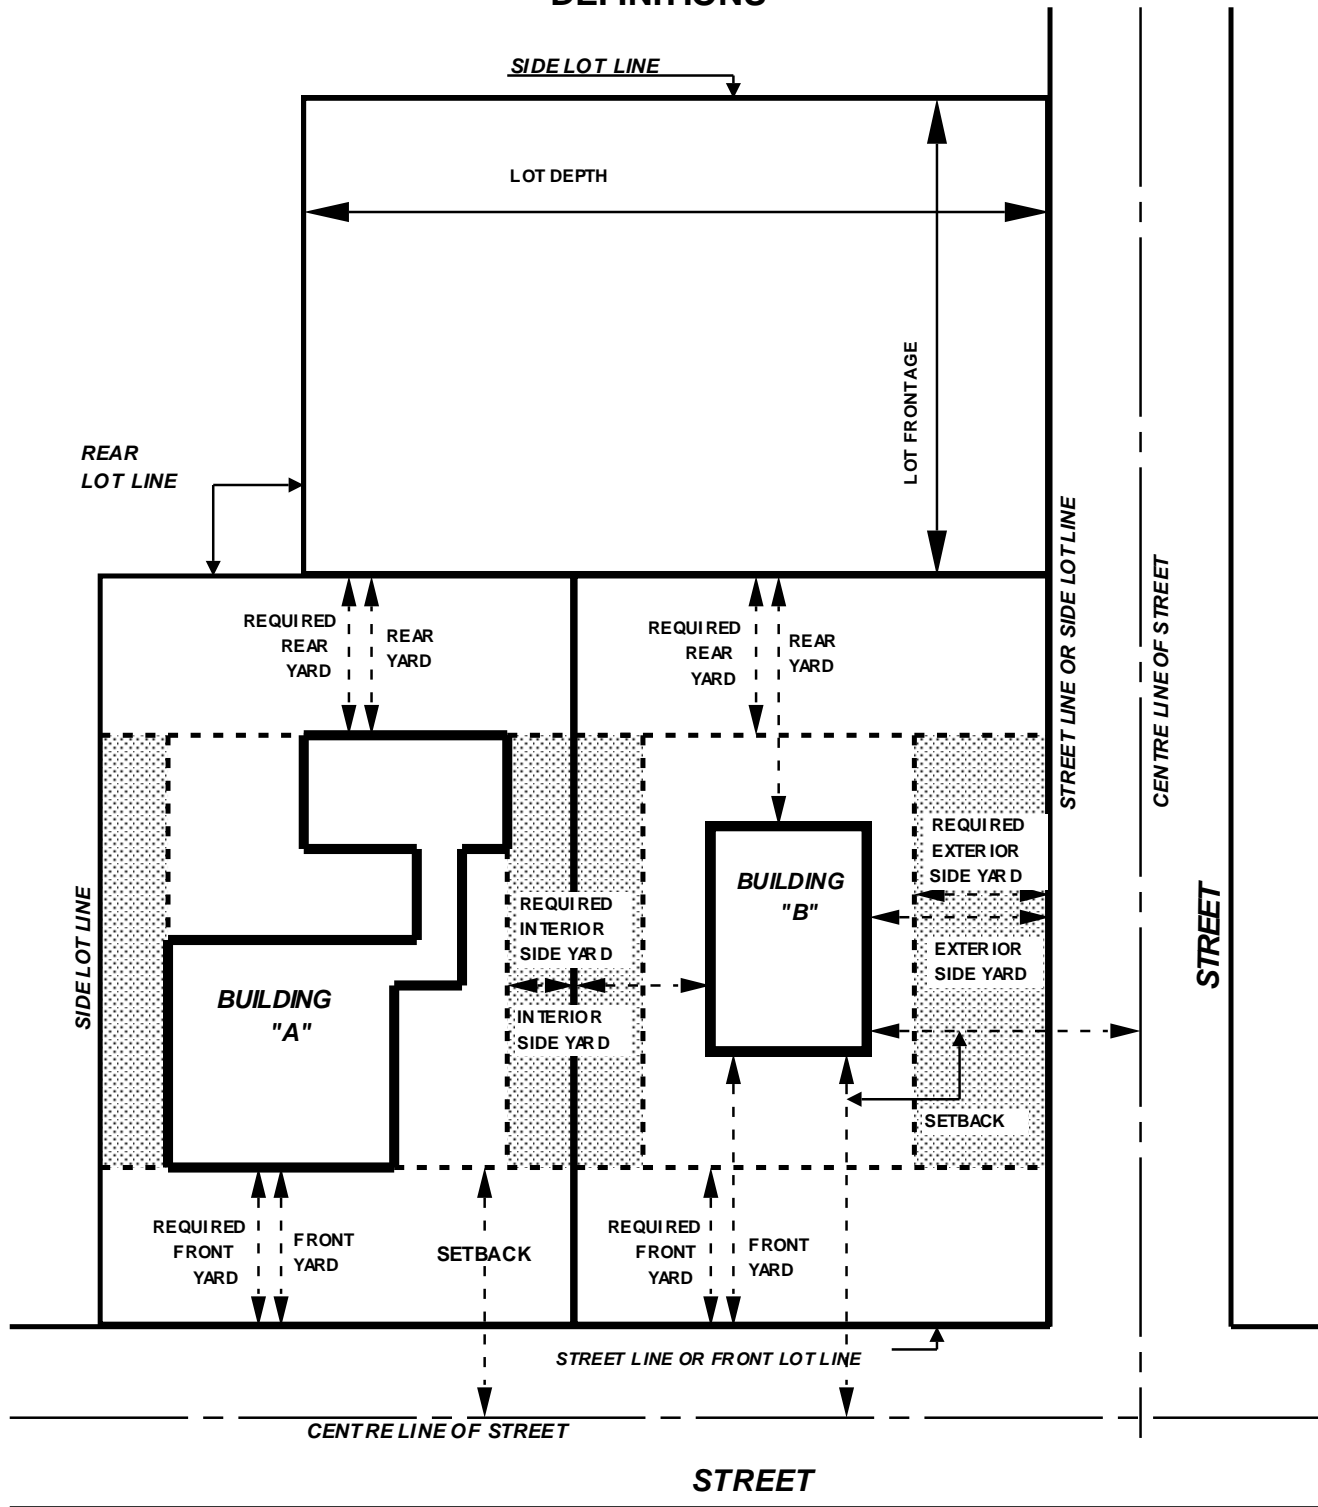 DEFINITIONS
SIDE LOT LINE
LOT DEPTH
LOT FRONTAGE
REAR
LOT LINE
STREET LINE OR SIDE LOT LINE
CENTRE LINE OF STREET
REQUIRED
REAR
YARD
REAR
YARD
REQUIRED
REAR
YARD
REAR
YARD
SIDE LOT LINE
BUILDING
"A"
REQUIRED
INTERIOR
SIDE YARD
INTERIOR
SIDE YARD
BUILDING
"B"
REQUIRED
EXTERIOR
SIDE YARD
EXTERIOR
SIDE YARD
SETBACK
STREET
REQUIRED
FRONT
YARD
FRONT
YARD
SETBACK
REQUIRED
FRONT
YARD
FRONT
YARD
STREET LINE OR FRONT LOT LINE
CENTRE LINE OF STREET
STREET